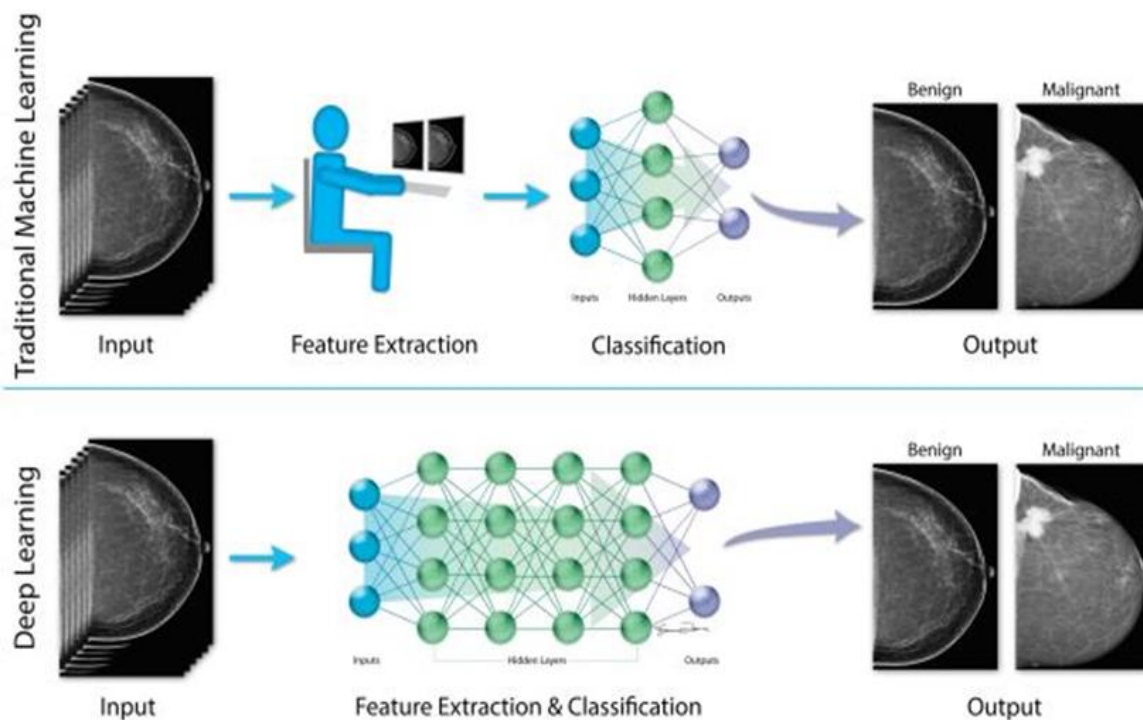 Traditional Machine Learning
Benign
Malignant
Inputs
Hidden Layers
Outputs
Input
Feature Extraction
Classification
Output
Deep Learning
Benign
Malignant
Inputs
Hidden Layers
Outputs
Input
Feature Extraction & Classification
Output